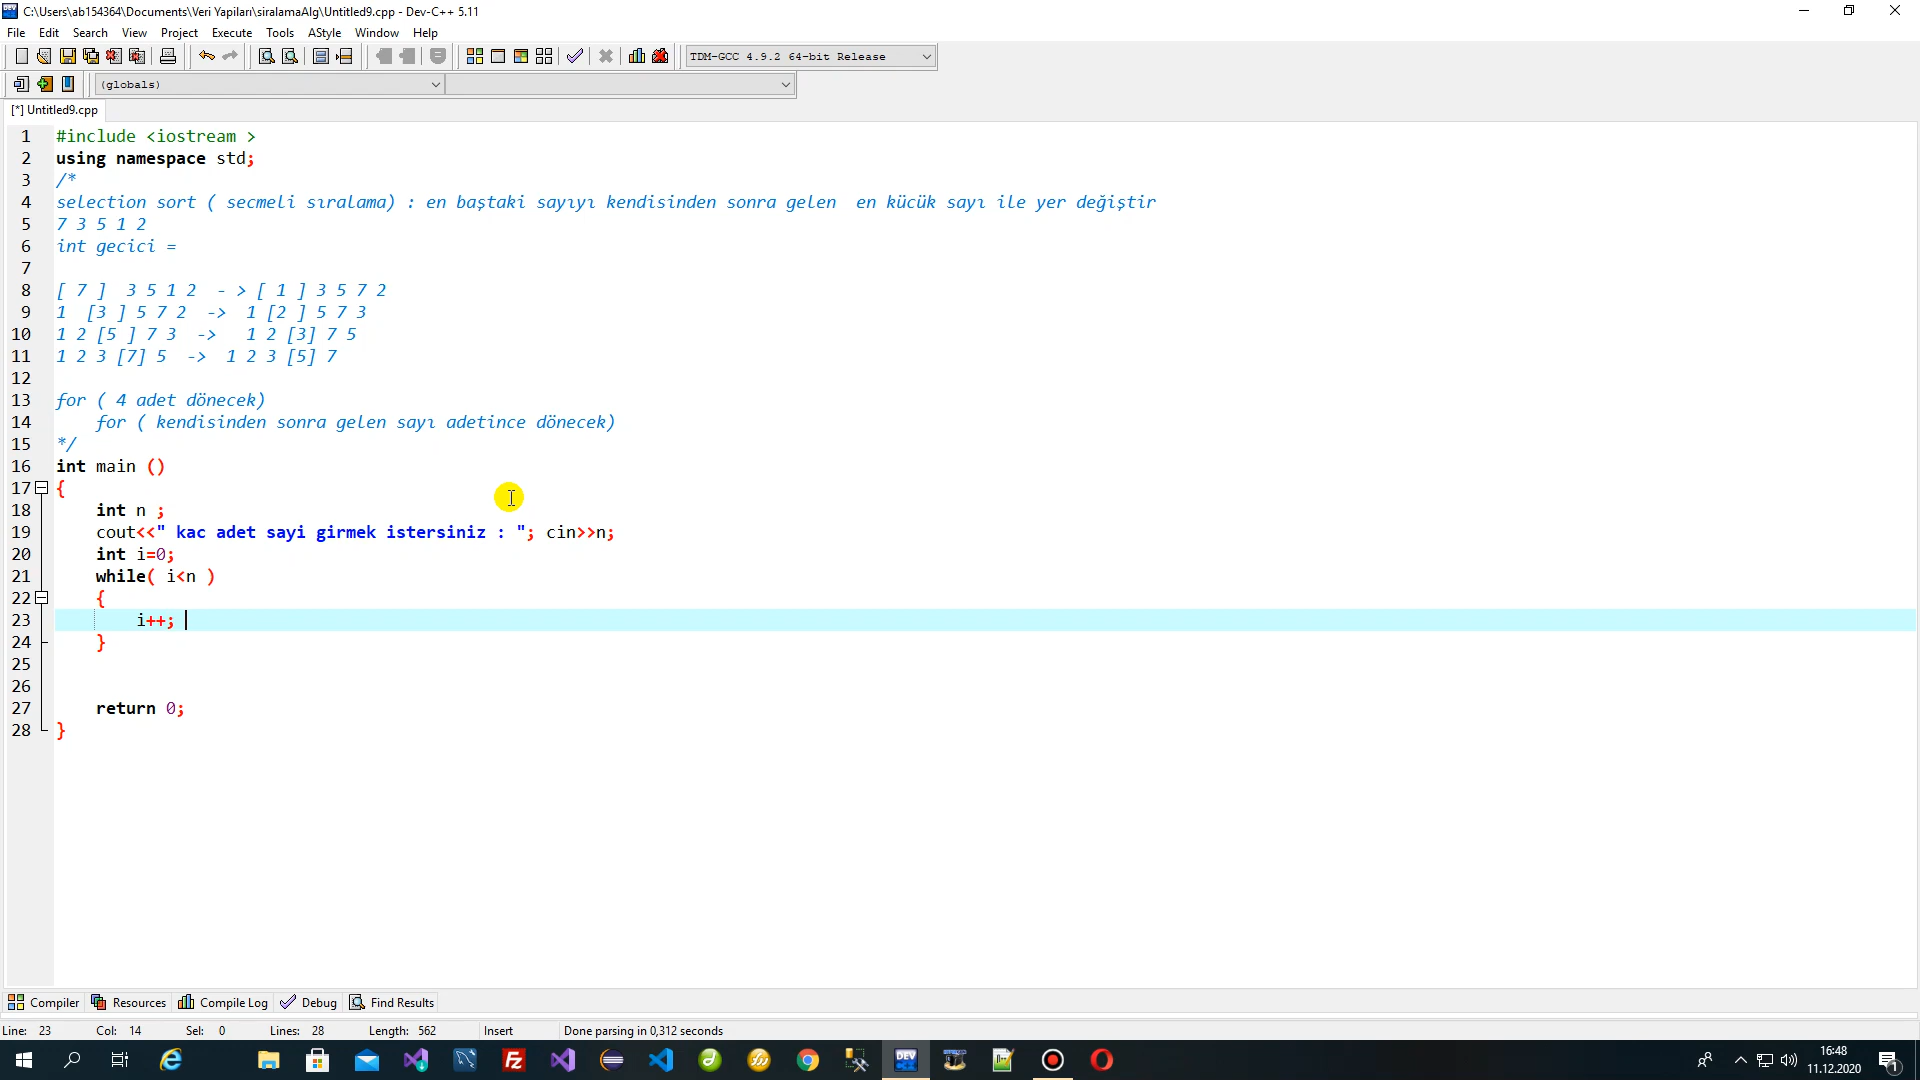 C:\Users\ab154364\Documents\Veri Yapıları\siralamaAlg\Untitled9.cpp - Dev-C++ 5.11
File Edit Search View Project Execute Tools AStyle Window Help
TDM-GCC 4.9.2 64-bit Release
(globals)
[*] Untitled9.cpp
1 #include <iostream >
2 using namespace std;
3 /*
4 selection sort ( secmeli sıralama) : en baştaki sayıyı kendisinden sonra gelen  en kücük sayı ile yer değiştir
5 7 3 5 1 2
6 int gecici =
7
8 [ 7 ]  3 5 1 2  - > [ 1 ] 3 5 7 2
9 1  [3 ] 5 7 2  ->  1 [2 ] 5 7 3
10 1 2 [5 ] 7 3  ->   1 2 [3] 7 5
11 1 2 3 [7] 5  ->  1 2 3 [5] 7
12
13 for ( 4 adet dönecek)
14     for ( kendisinden sonra gelen sayı adetince dönecek)
15 */
16 int main ()
17 {
18     int n ;
19     cout<<" kac adet sayi girmek istersiniz : "; cin>>n;
20     int i=0;
21     while( i<n )
22     {
23         i++;
24     }
25
26
27     return 0;
28 }
Compiler Resources Compile Log Debug Find Results
Line: 23 Col: 14 Sel: 0 Lines: 28 Length: 562 Insert Done parsing in 0,312 seconds
DEV
16:48
11.12.2020
1